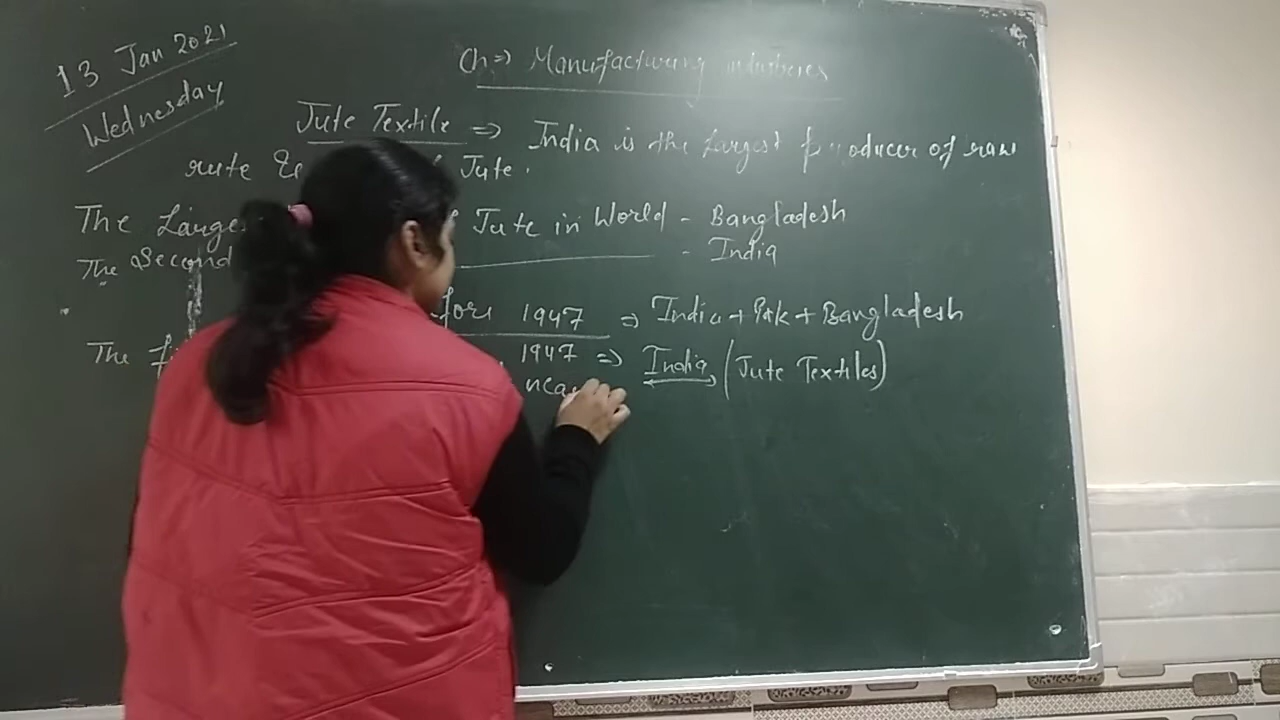 13 Jan 2021
Wednesday
Ch => Manufacturing industries
Jute Textile => India is the largest producer of raw
Jute.
The Largest Jute in World - Bangladesh
The Second - India
1947 => India + Pak + Bangladesh
The 1947 => India (Jute Textiles)